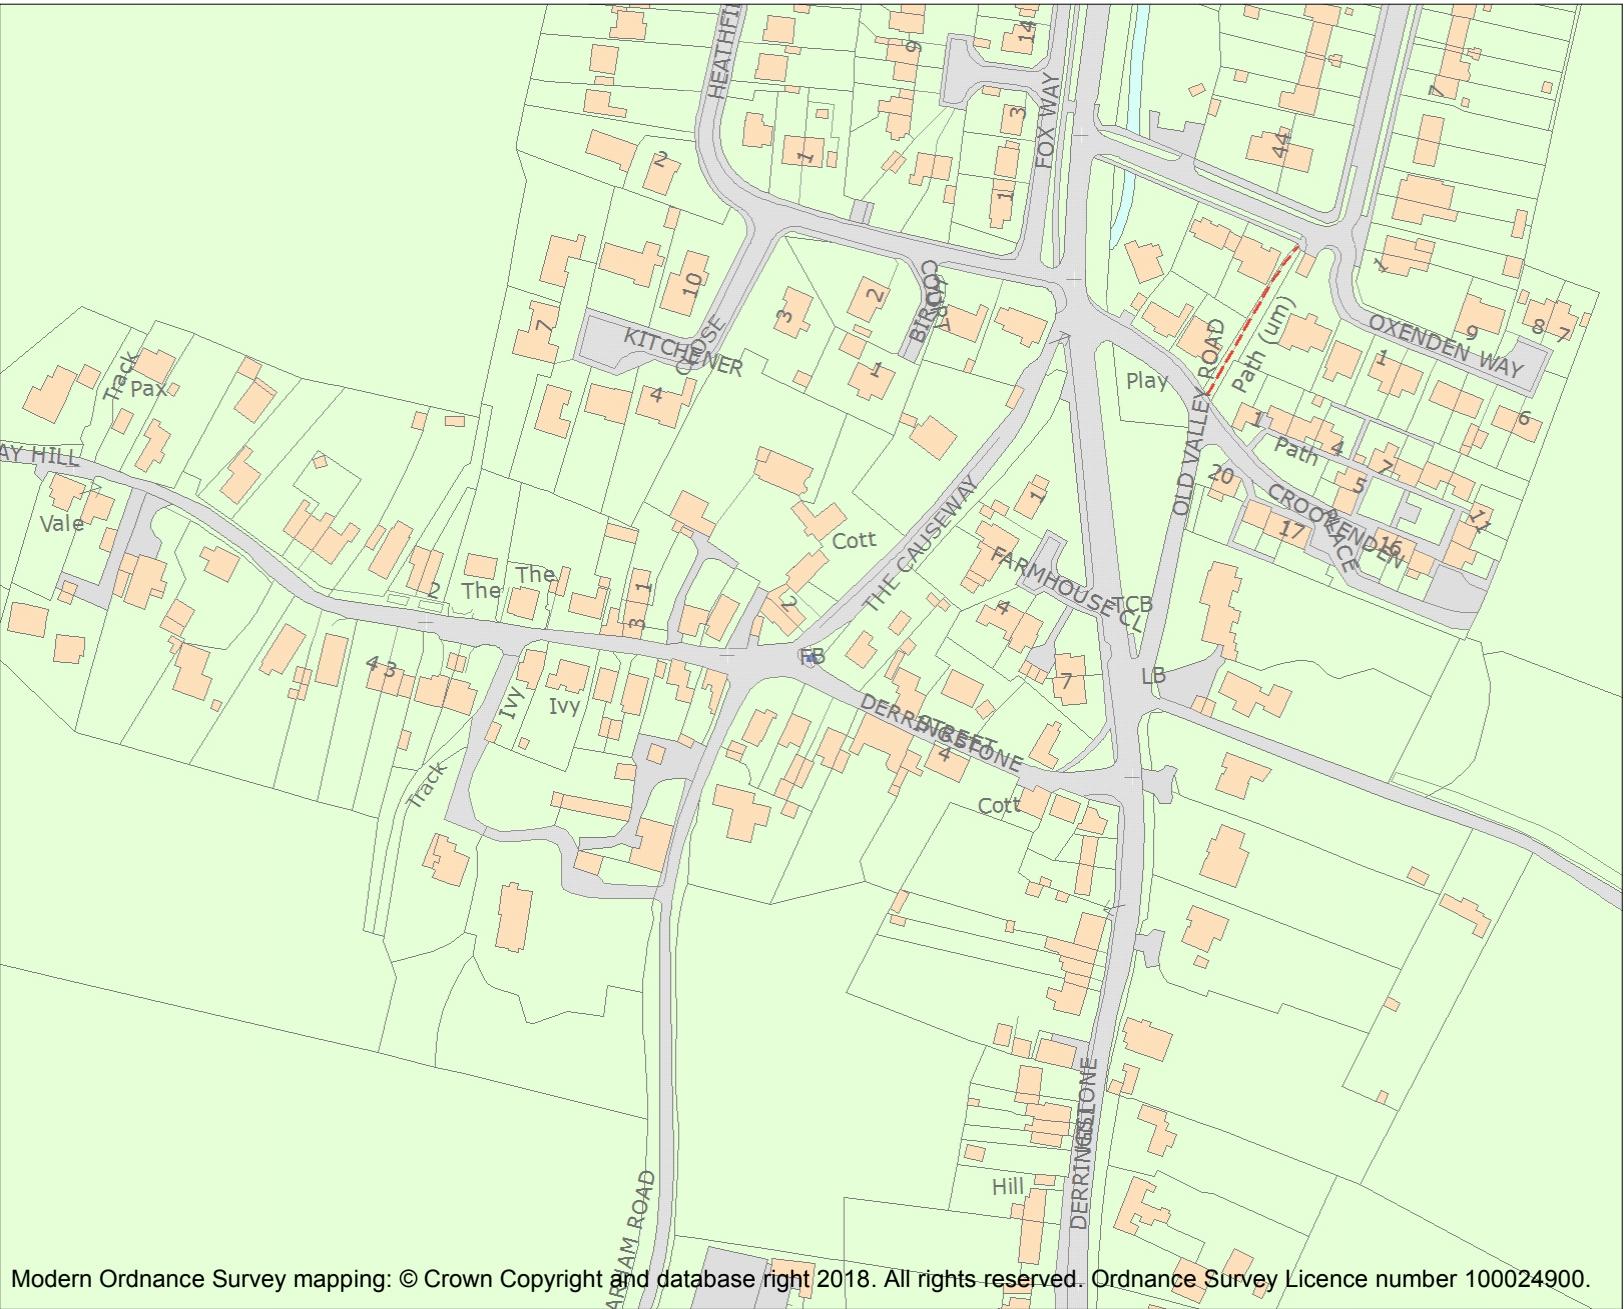 HEATHFI
14
9
FOX WAY
3
7
1
2
44
1
COURT
BIRCH
10
2
3
1
1
7
KITCHENER
CLOSE
4
Play
OLD VALLEY ROAD
Path (um)
OXENDEN WAY
9
8
7
1
6
Track
Pax
AY HILL
Vale
1
Path
4
7
5
11
20
CROOKENDEN
PLACE
17
16
Cott
THE CAUSEWAY
1
FARMHOUSE CL
4
TCB
2
The
The
1
3
2
FB
LB
7
4 3
Ivy
Ivy
DERRINGSTONE
STREET
4
Cott
Track
DERRINGSTONE
HILL
Hill
ARHAM ROAD
Modern Ordnance Survey mapping: © Crown Copyright and database right 2018. All rights reserved. Ordnance Survey Licence number 100024900.